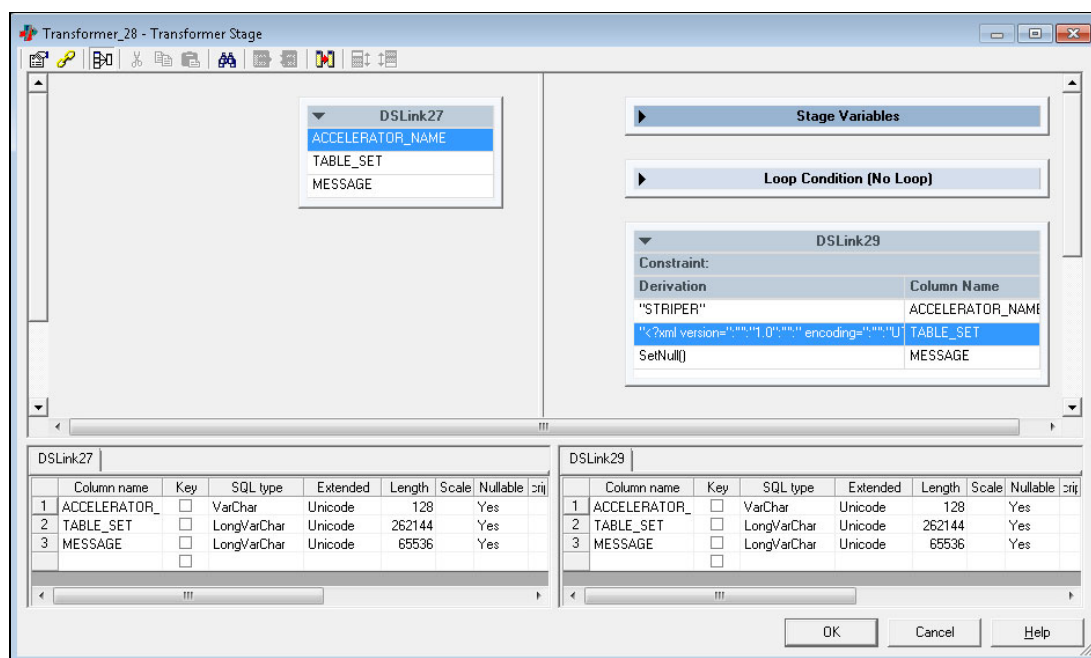 Transformer_28 - Transformer Stage
DSLink27
ACCELERATOR_NAME
TABLE_SET
MESSAGE
Stage Variables
Loop Condition (No Loop)
DSLink29
Constraint:
Derivation Column Name
"STRIPER" ACCELERATOR_NAME
"<?xml version=":'"':"1.0":'"':" encoding=":'"':"U TABLE_SET
SetNull() MESSAGE
DSLink27
Column name Key SQL type Extended Length Scale Nullable
1 ACCELERATOR_ VarChar Unicode 128 Yes
2 TABLE_SET LongVarChar Unicode 262144 Yes
3 MESSAGE LongVarChar Unicode 65536 Yes
DSLink29
Column name Key SQL type Extended Length Scale Nullable
1 ACCELERATOR_ VarChar Unicode 128 Yes
2 TABLE_SET LongVarChar Unicode 262144 Yes
3 MESSAGE LongVarChar Unicode 65536 Yes
OK Cancel Help